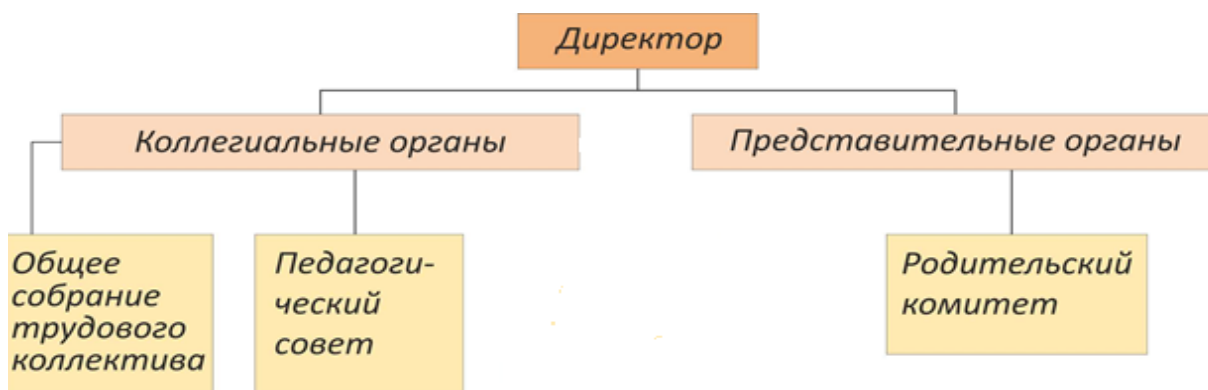 Директор
Коллегиальные органы
Представительные органы
Общее
собрание
трудового
коллектива
Педагоги-
ческий
совет
Родительский
комитет